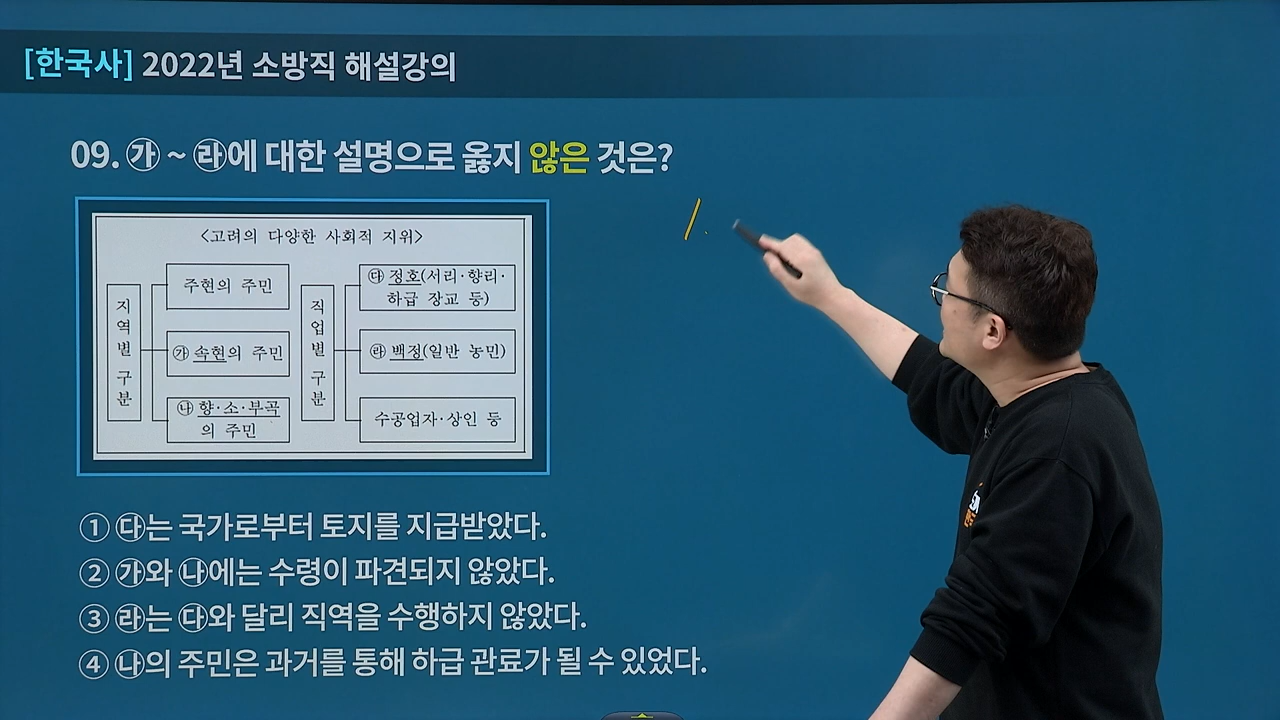 [한국사] 2022년 소방직 해설강의
09. ㉮ ~ ㉱에 대한 설명으로 옳지 않은 것은?
<고려의 다양한 사회적 지위>
지역별 구분
주현의 주민
㉮ 속현의 주민
㉯ 향·소·부곡
의 주민
직업별 구분
㉰ 정호(서리·향리·
하급 장교 등)
㉱ 백정(일반 농민)
수공업자·상인 등
① ㉰는 국가로부터 토지를 지급받았다.
② ㉮와 ㉯에는 수령이 파견되지 않았다.
③ ㉱는 ㉰와 달리 직역을 수행하지 않았다.
④ ㉯의 주민은 과거를 통해 하급 관료가 될 수 있었다.